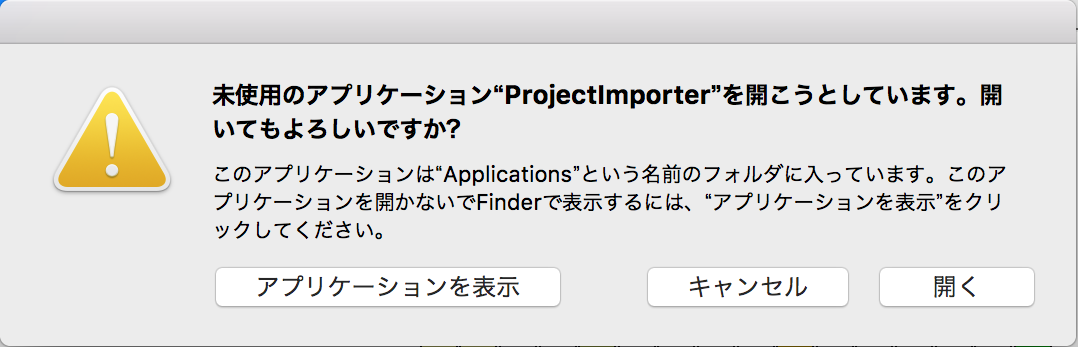 未使用のアプリケーション“ProjectImporter”を開こうとしています。開
いてもよろしいですか?
このアプリケーションは“Applications”という名前のフォルダに入っています。このア
プリケーションを開かないでFinderで表示するには、“アプリケーションを表示”をクリ
ックしてください。
アプリケーションを表示 キャンセル 開く